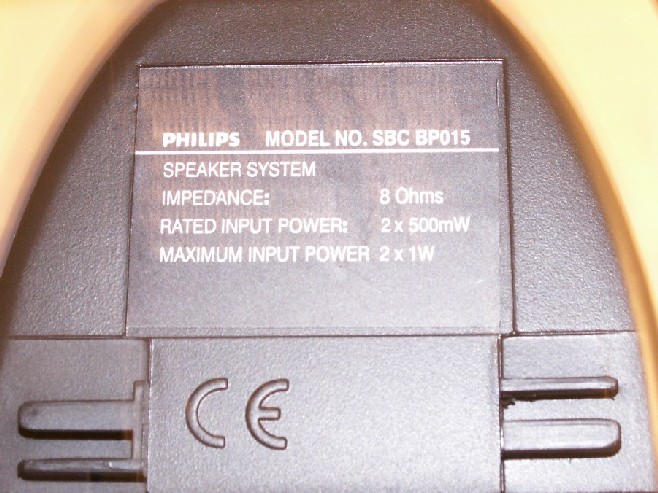 PHILIPS MODEL NO. SBC BP015
SPEAKER SYSTEM
IMPEDANCE: 8 Ohms
RATED INPUT POWER: 2 x 500mW
MAXIMUM INPUT POWER 2 x 1W
CE